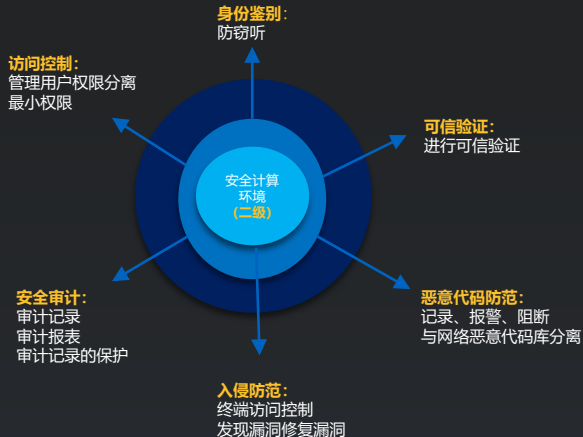 身份鉴别：
防窃听
访问控制：
管理用户权限分离
最小权限
可信验证：
进行可信验证
安全计算
环境
(二级)
安全审计：
审计记录
审计报表
审计记录的保护
恶意代码防范：
记录、报警、阻断
与网络恶意代码库分离
入侵防范：
终端访问控制
发现漏洞修复漏洞